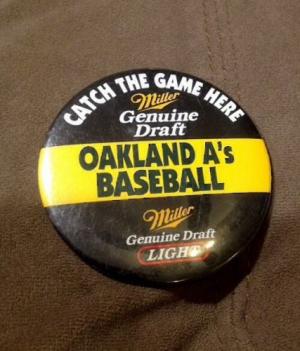 CATCH THE GAME HERE
Miller
Genuine
Draft
OAKLAND A's
BASEBALL
Miller
Genuine Draft
LIGHT